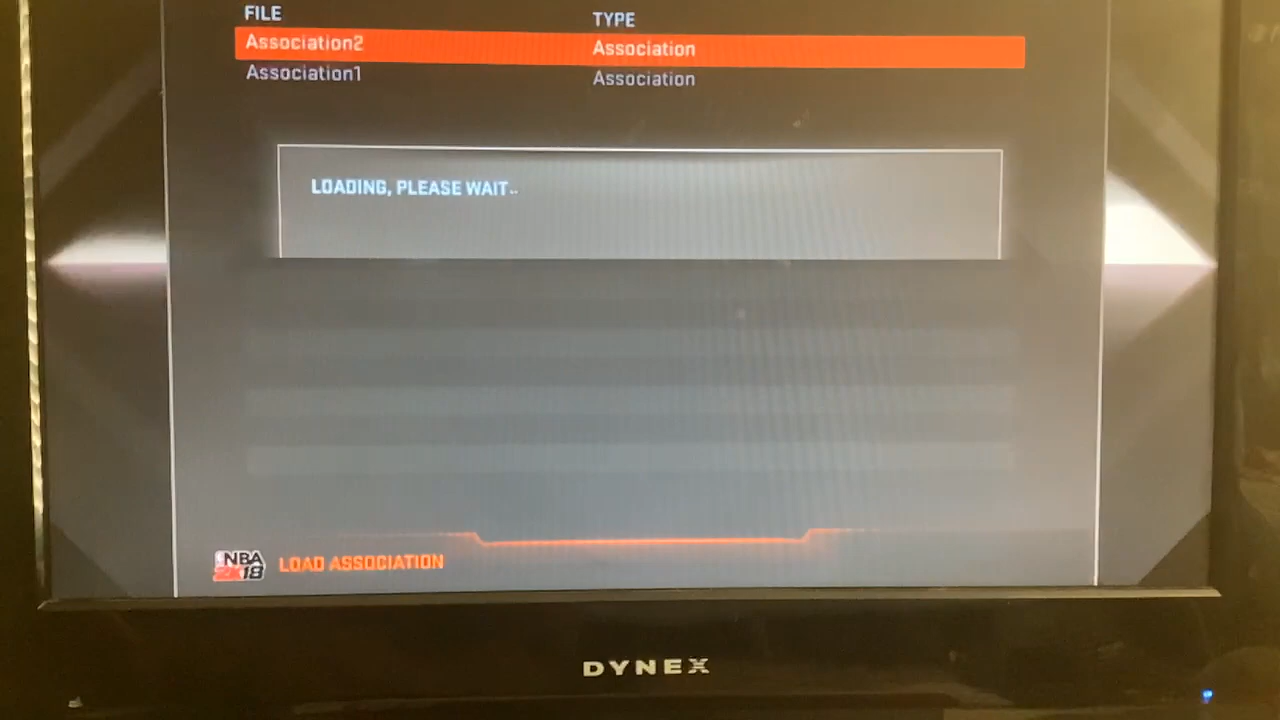 FILE TYPE
Association2 Association
Association1 Association
LOADING, PLEASE WAIT..
NBA 2K18 LOAD ASSOCIATION
DYNEX